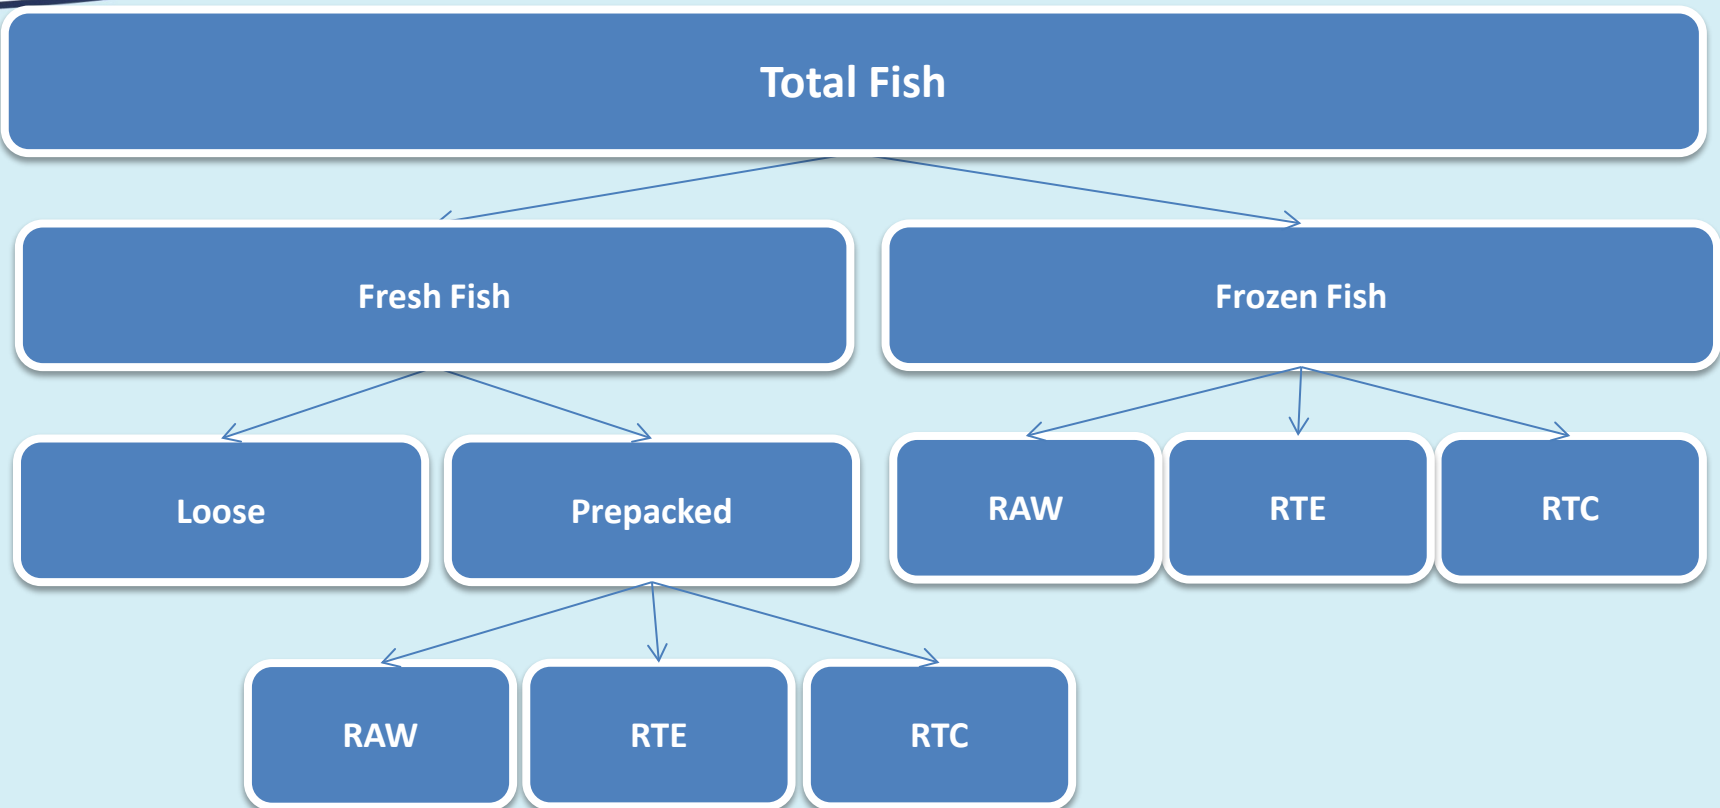 Total Fish
Fresh Fish
Frozen Fish
Loose
Prepacked
RAW
RTE
RTC
RAW
RTE
RTC